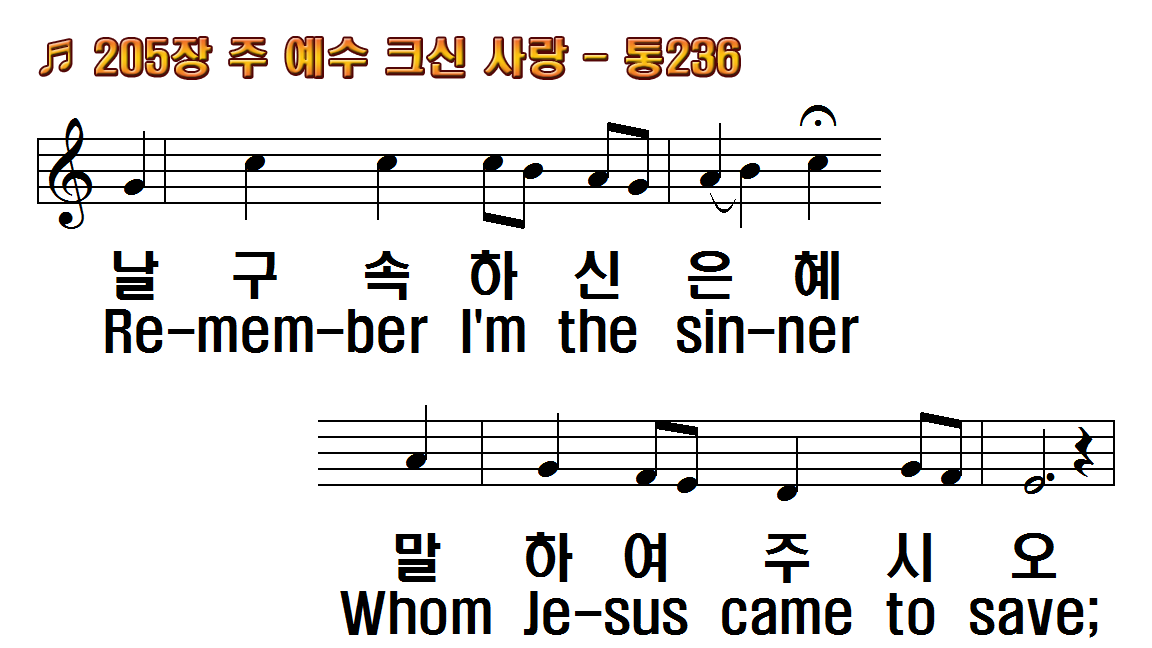 ♬ 205장 주 예수 크신 사랑 - 통236
날 구 속 하 신 은 혜
Re-mem-ber I'm the sin-ner
말 하 여 주 시 오
Whom Je-sus came to save;